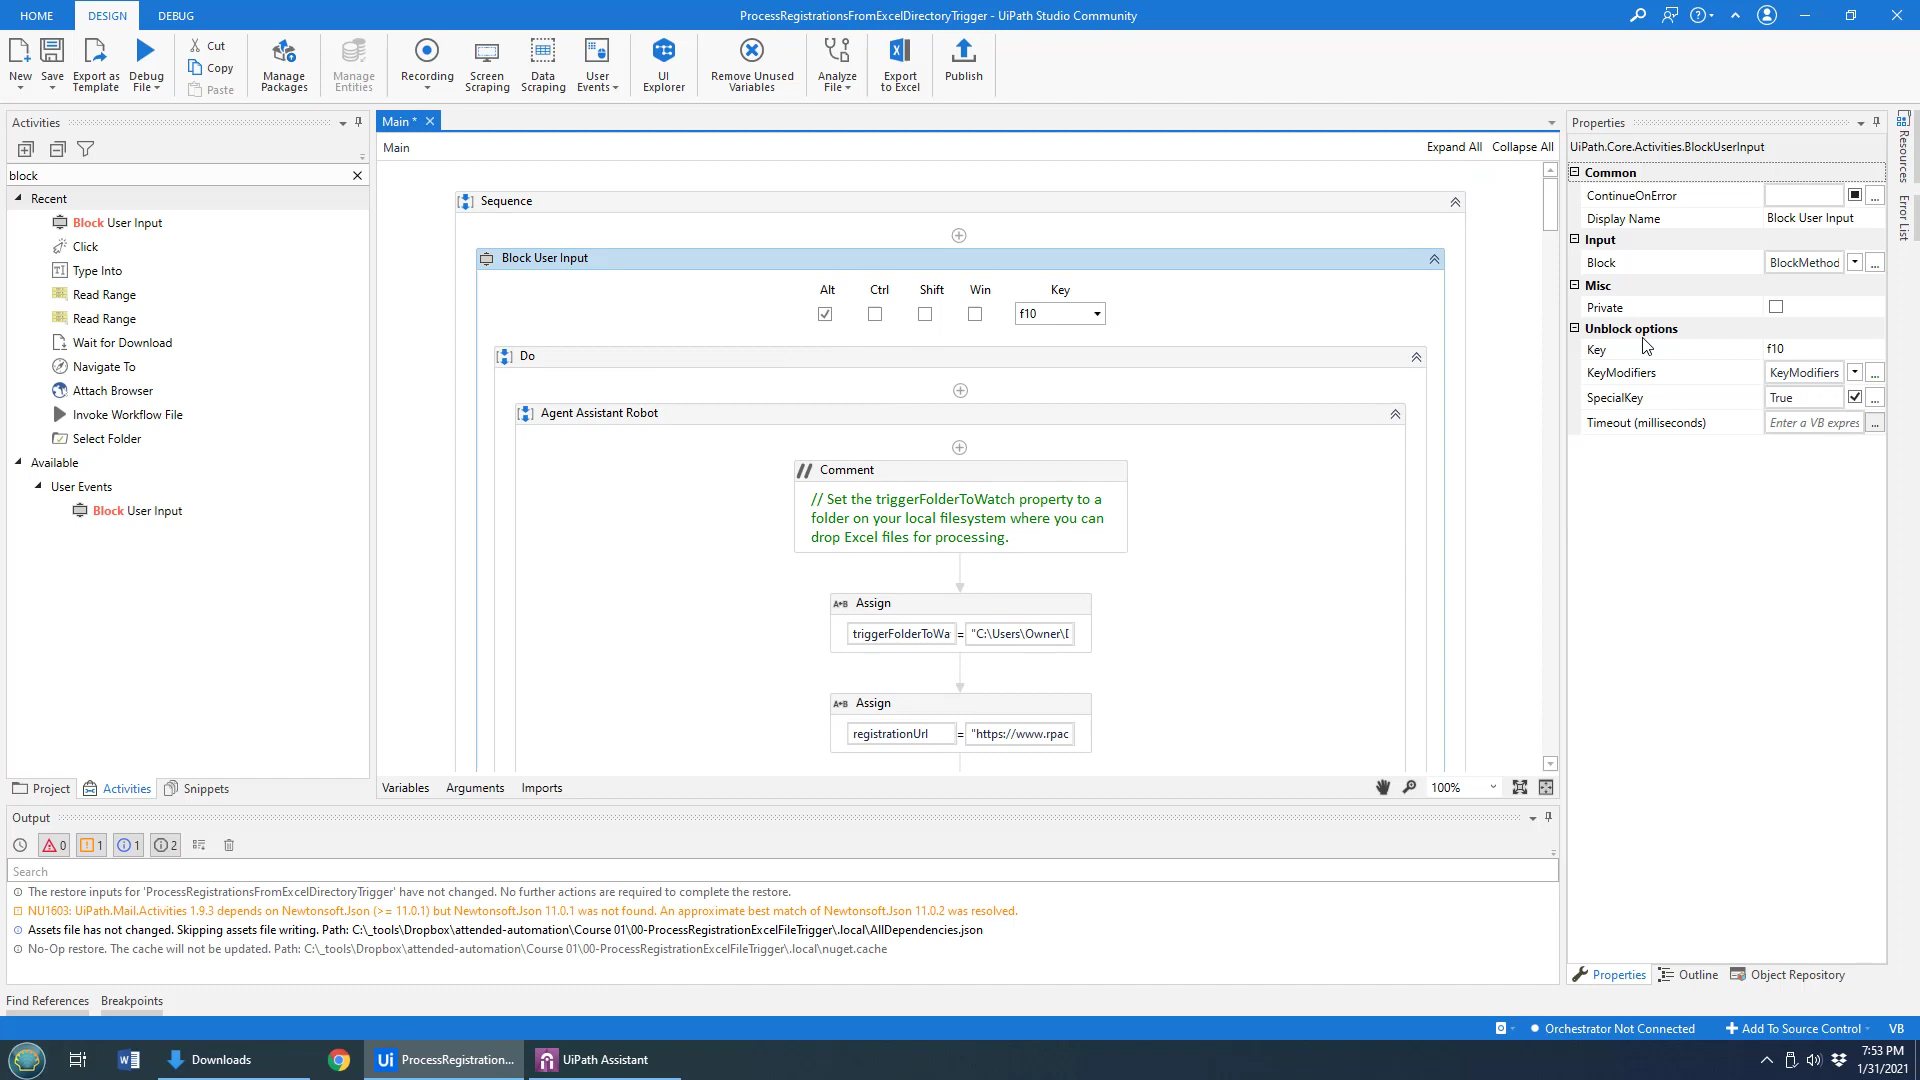 HOME DESIGN DEBUG
ProcessRegistrationsFromExcelDirectoryTrigger - UiPath Studio Community
New
Save
Export as Template
Debug File
Cut
Copy
Paste
Manage Packages
Manage Entities
Recording
Screen Scraping
Data Scraping
User Events
UI Explorer
Remove Unused Variables
Analyze File
Export to Excel
Publish
Activities
block
Recent
Block User Input
Click
Type Into
Read Range
Read Range
Wait for Download
Navigate To
Attach Browser
Invoke Workflow File
Select Folder
Available
User Events
Block User Input
Project Activities Snippets
Main *
Main
Expand All Collapse All
Sequence
Block User Input
Alt Ctrl Shift Win Key
f10
Do
Agent Assistant Robot
Comment
// Set the triggerFolderToWatch property to a
folder on your local filesystem where you can
drop Excel files for processing.
A+B Assign
triggerFolderToWa = "C:\Users\Owner\[
A+B Assign
registrationUrl = "https://www.rpac
Variables Arguments Imports
100%
Properties
UiPath.Core.Activities.BlockUserInput
Common
ContinueOnError ...
Display Name Block User Input
Input
Block BlockMethod ...
Misc
Private
Unblock options
Key f10
KeyModifiers KeyModifiers ...
SpecialKey True ...
Timeout (milliseconds) Enter a VB expres ...
Properties Outline Object Repository
Resources
Error List
Output
0 1 1 2
Search
The restore inputs for 'ProcessRegistrationsFromExcelDirectoryTrigger' have not changed. No further actions are required to complete the restore.
NU1603: UiPath.Mail.Activities 1.9.3 depends on Newtonsoft.Json (>= 11.0.1) but Newtonsoft.Json 11.0.1 was not found. An approximate best match of Newtonsoft.Json 11.0.2 was resolved.
Assets file has not changed. Skipping assets file writing. Path: C:\_tools\Dropbox\attended-automation\Course 01\00-ProcessRegistrationExcelFileTrigger\.local\AllDependencies.json
No-Op restore. The cache will not be updated. Path: C:\_tools\Dropbox\attended-automation\Course 01\00-ProcessRegistrationExcelFileTrigger\.local\nuget.cache
Find References Breakpoints
Orchestrator Not Connected Add To Source Control VB
Downloads
Ui ProcessRegistration...
UiPath Assistant
7:53 PM
1/31/2021